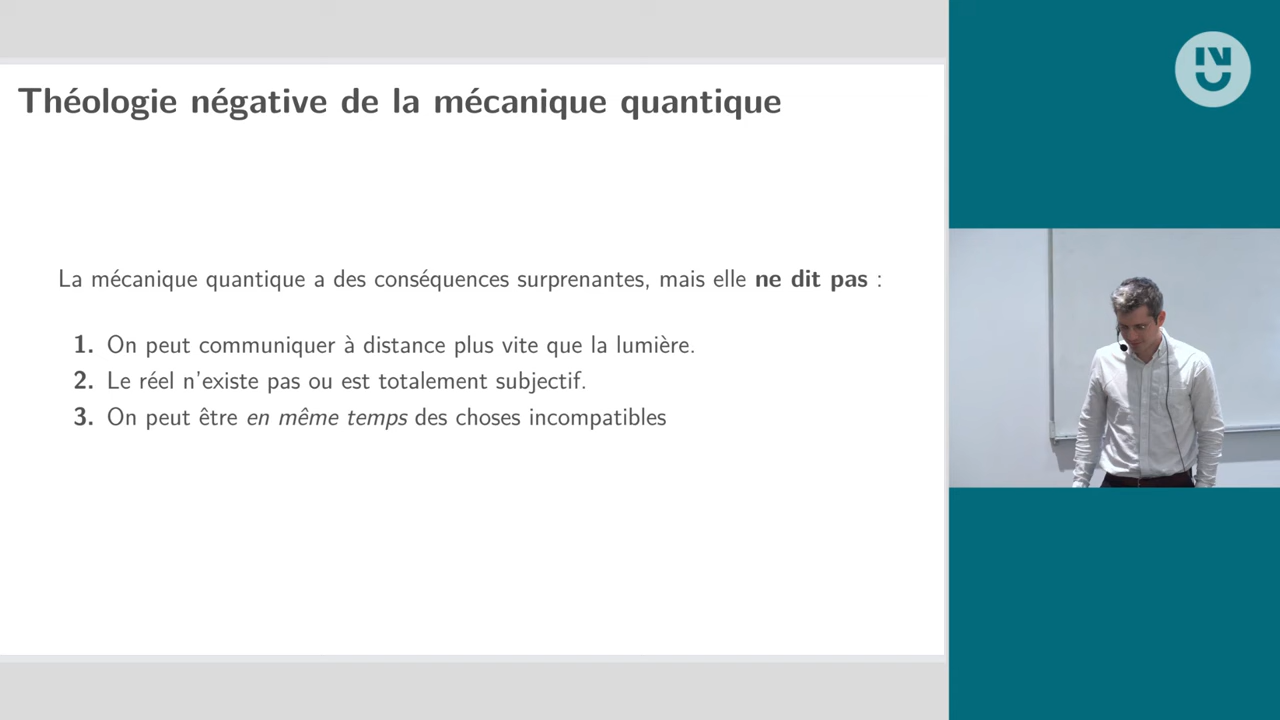 Théologie négative de la mécanique quantique
La mécanique quantique a des conséquences surprenantes, mais elle ne dit pas :
1. On peut communiquer à distance plus vite que la lumière.
2. Le réel n'existe pas ou est totalement subjectif.
3. On peut être en même temps des choses incompatibles